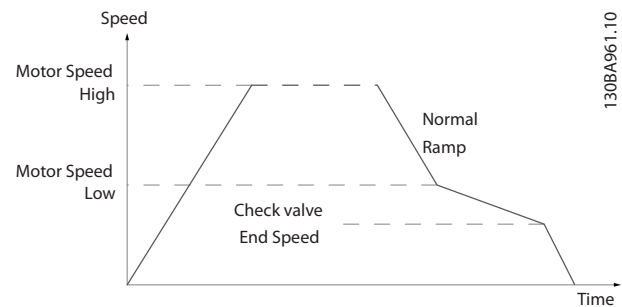 Speed
Motor Speed
High
Motor Speed
Low
Normal
Ramp
Check valve
End Speed
Time
130BA961.10